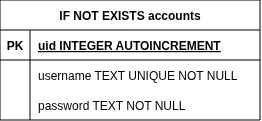 IF NOT EXISTS accounts
PK uid INTEGER AUTOINCREMENT
username TEXT UNIQUE NOT NULL
password TEXT NOT NULL